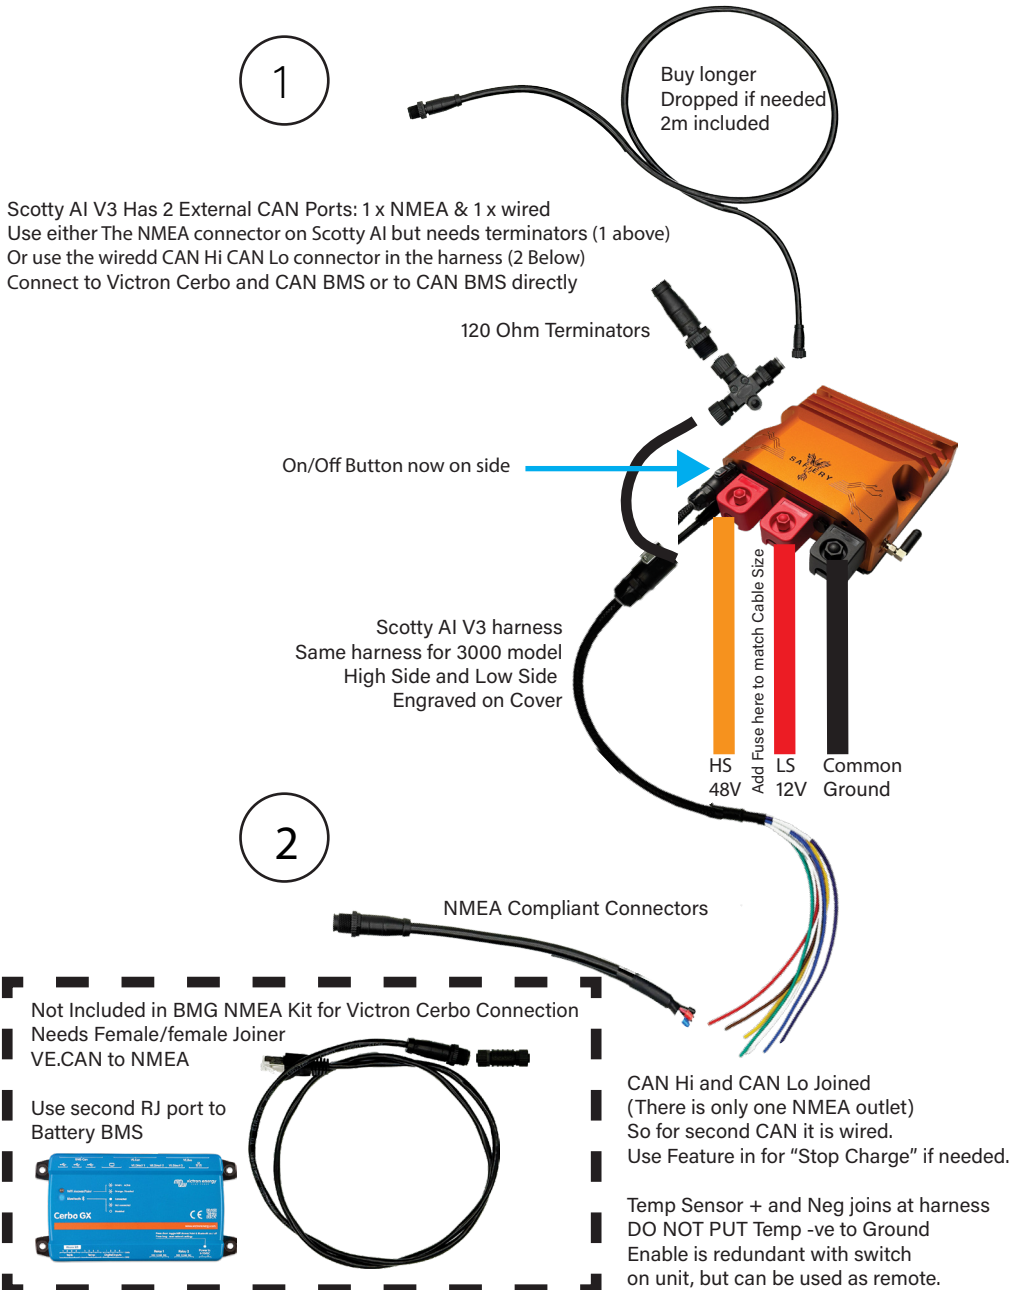 1
Buy longer
Dropped if needed
2m included
Scotty AI V3 Has 2 External CAN Ports: 1 x NMEA & 1 x wired
Use either The NMEA connector on Scotty AI but needs terminators (1 above)
Or use the wiredd CAN Hi CAN Lo connector in the harness (2 Below)
Connect to Victron Cerbo and CAN BMS or to CAN BMS directly
120 Ohm Terminators
On/Off Button now on side
SAFIERY
Add Fuse here to match Cable Size
Scotty AI V3 harness
Same harness for 3000 model
High Side and Low Side
Engraved on Cover
HS
48V
LS
12V
Common
Ground
2
NMEA Compliant Connectors
Not Included in BMG NMEA Kit for Victron Cerbo Connection
Needs Female/female Joiner
VE.CAN to NMEA
Use second RJ port to
Battery BMS
victron energy
Cerbo GX
CE
CAN Hi and CAN Lo Joined
(There is only one NMEA outlet)
So for second CAN it is wired.
Use Feature in for “Stop Charge” if needed.
Temp Sensor + and Neg joins at harness
DO NOT PUT Temp -ve to Ground
Enable is redundant with switch
on unit, but can be used as remote.